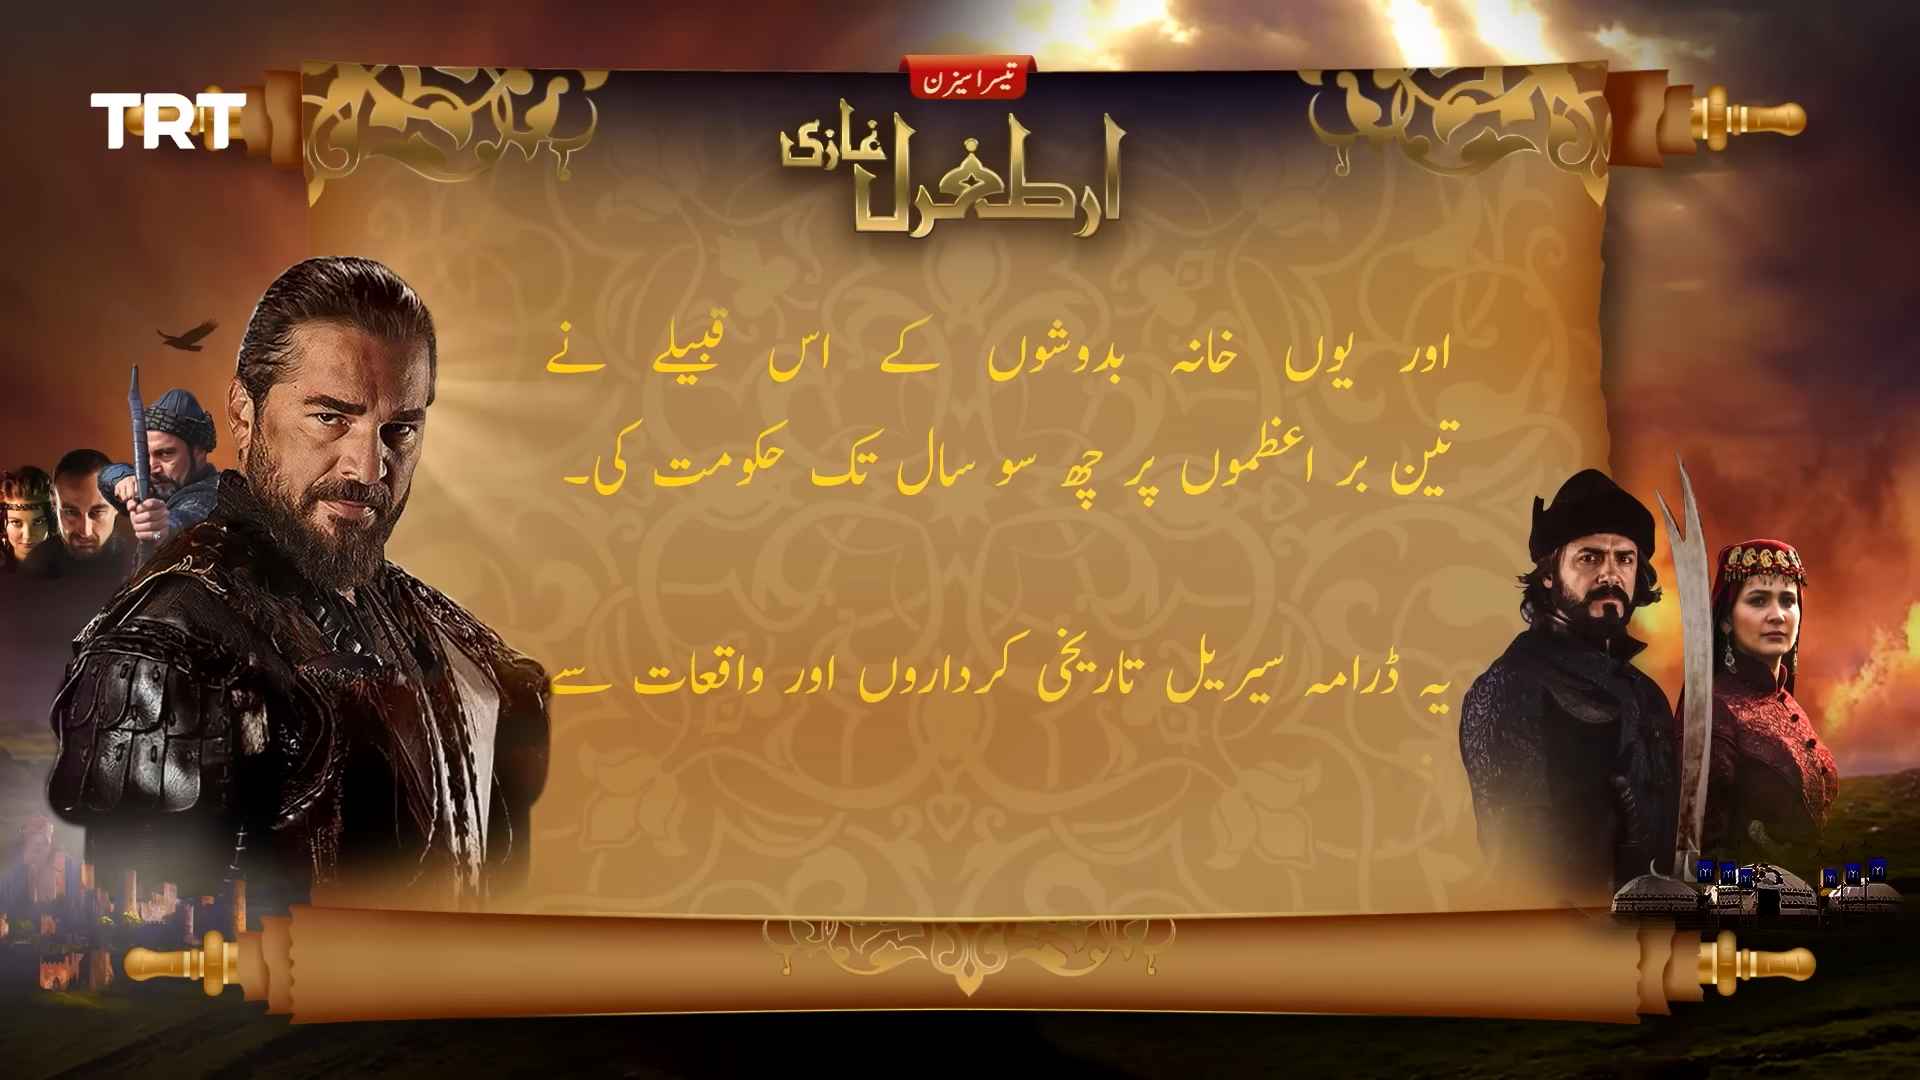 TRT
تیسرا سیزن
ارطغرل غازی
اور یوں خانہ بدوشوں کے اس قبیلے نے
تین بر اعظموں پر چھ سو سال تک حکومت کی۔
یہ ڈرامہ سیریل تاریخی کرداروں اور واقعات سے